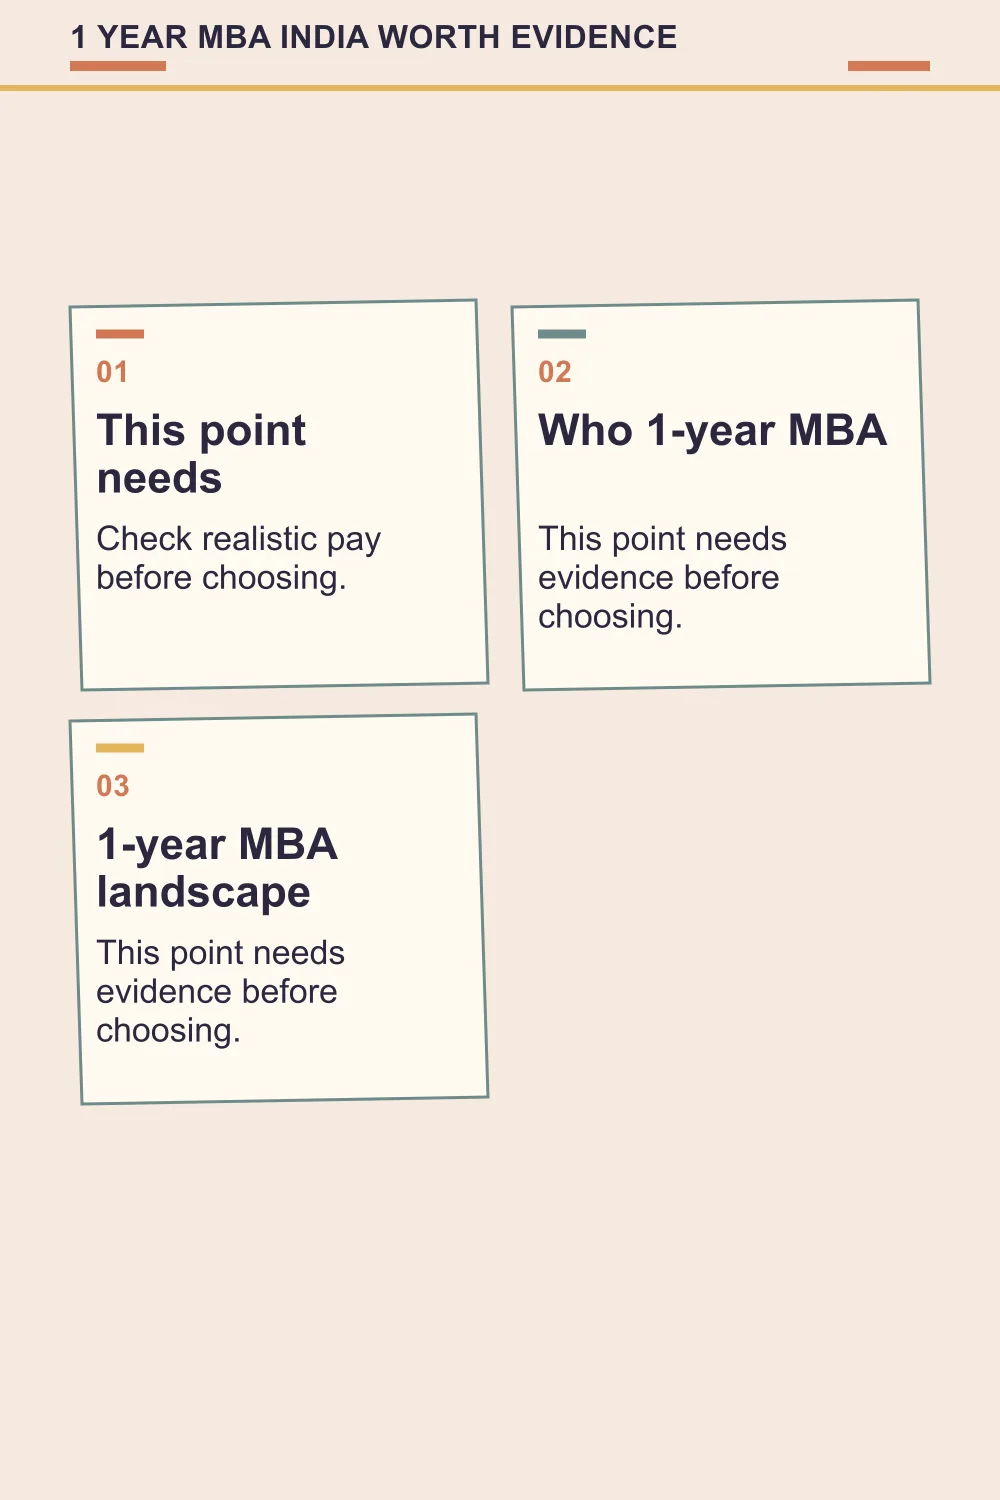 1 YEAR MBA INDIA WORTH EVIDENCE
01
This point
needs
Check realistic pay
before choosing.
02
Who 1-year MBA
This point needs
evidence before
choosing.
03
1-year MBA
landscape
This point needs
evidence before
choosing.